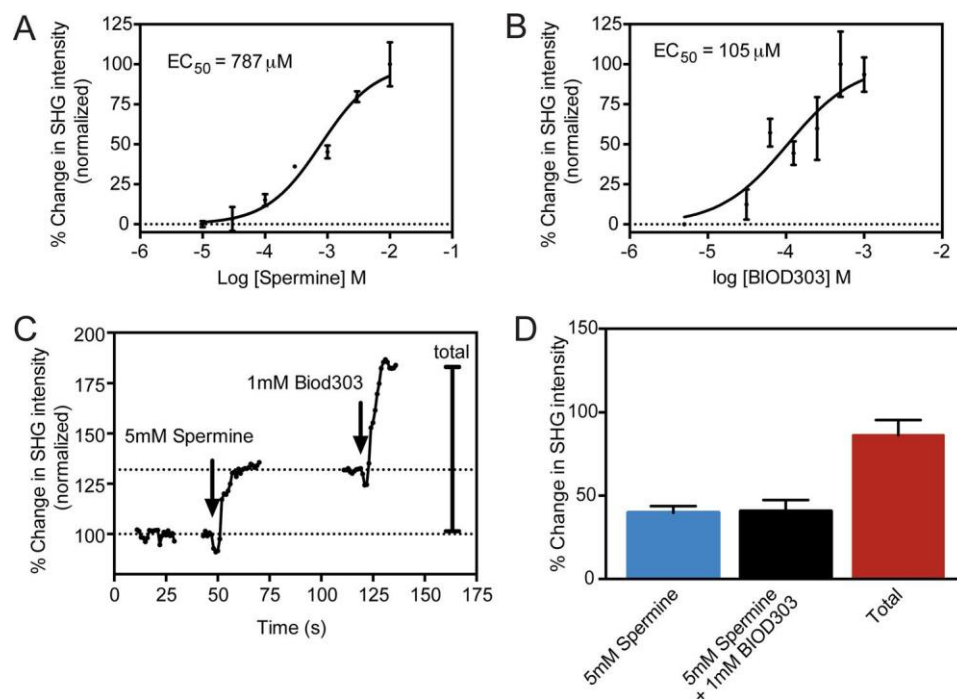 A
% Change in SHG intensity
(normalized)
125
100
75
50
25
0
EC50 = 787 µM
-6
-5
-4
-3
-2
-1
Log [Spermine] M
B
% Change in SHG intensity
(normalized)
125
100
75
50
25
0
EC50 = 105 µM
-6
-5
-4
-3
-2
log [BIOD303] M
C
% Change in SHG intensity
(normalized)
200
175
150
125
100
total
1mM Biod303
5mM Spermine
0
25
50
75
100
125
150
175
Time (s)
D
% Change in SHG intensity
150
100
50
0
5mM Spermine
5mM Spermine
+ 1mM BIOD303
Total